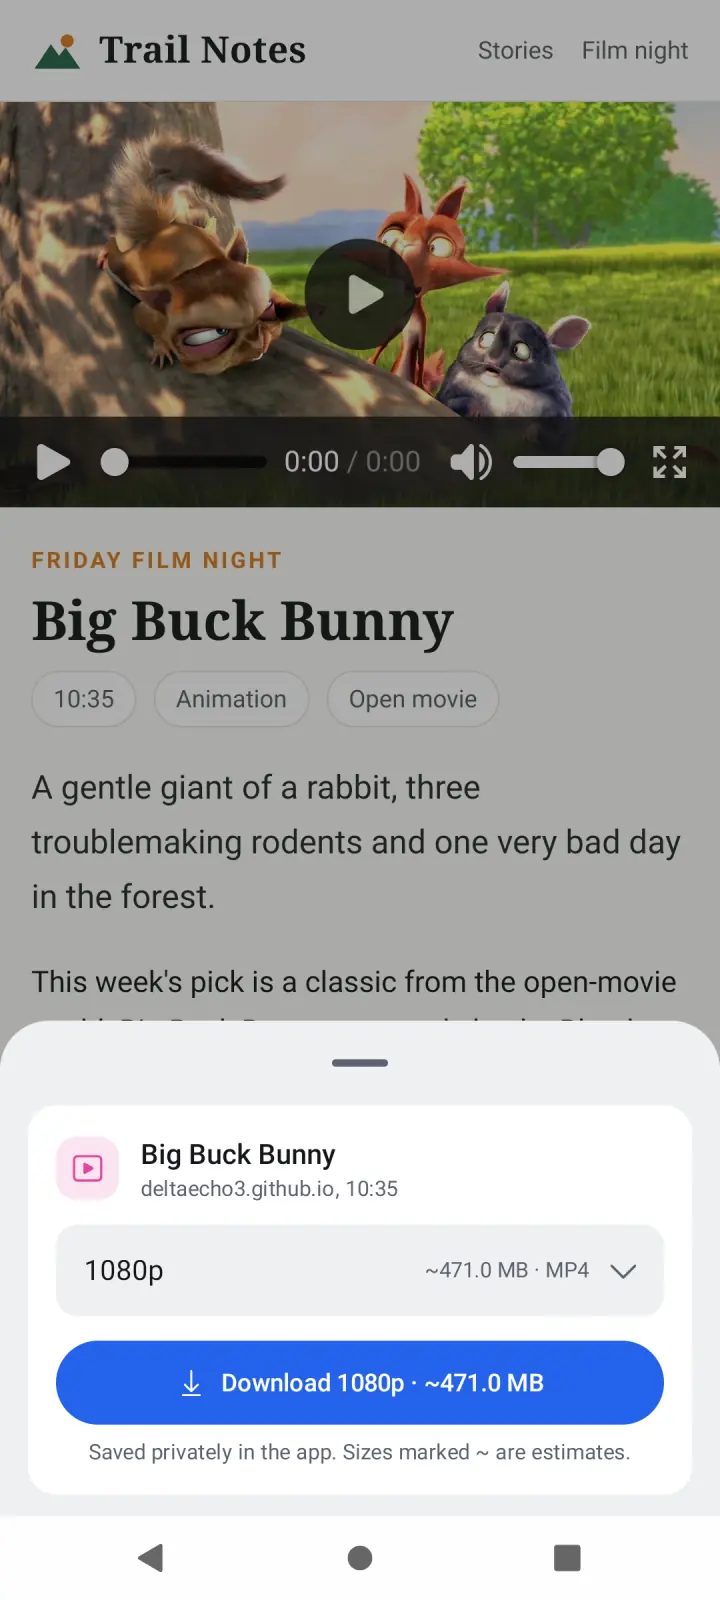 Trail Notes
Stories
Film night
0:00 / 0:00
FRIDAY FILM NIGHT
Big Buck Bunny
10:35
Animation
Open movie
A gentle giant of a rabbit, three
troublemaking rodents and one very bad day
in the forest.
This week's pick is a classic from the open-movie
Big Buck Bunny
deltaecho3.github.io, 10:35
1080p
~471.0 MB · MP4
Download 1080p · ~471.0 MB
Saved privately in the app. Sizes marked ~ are estimates.